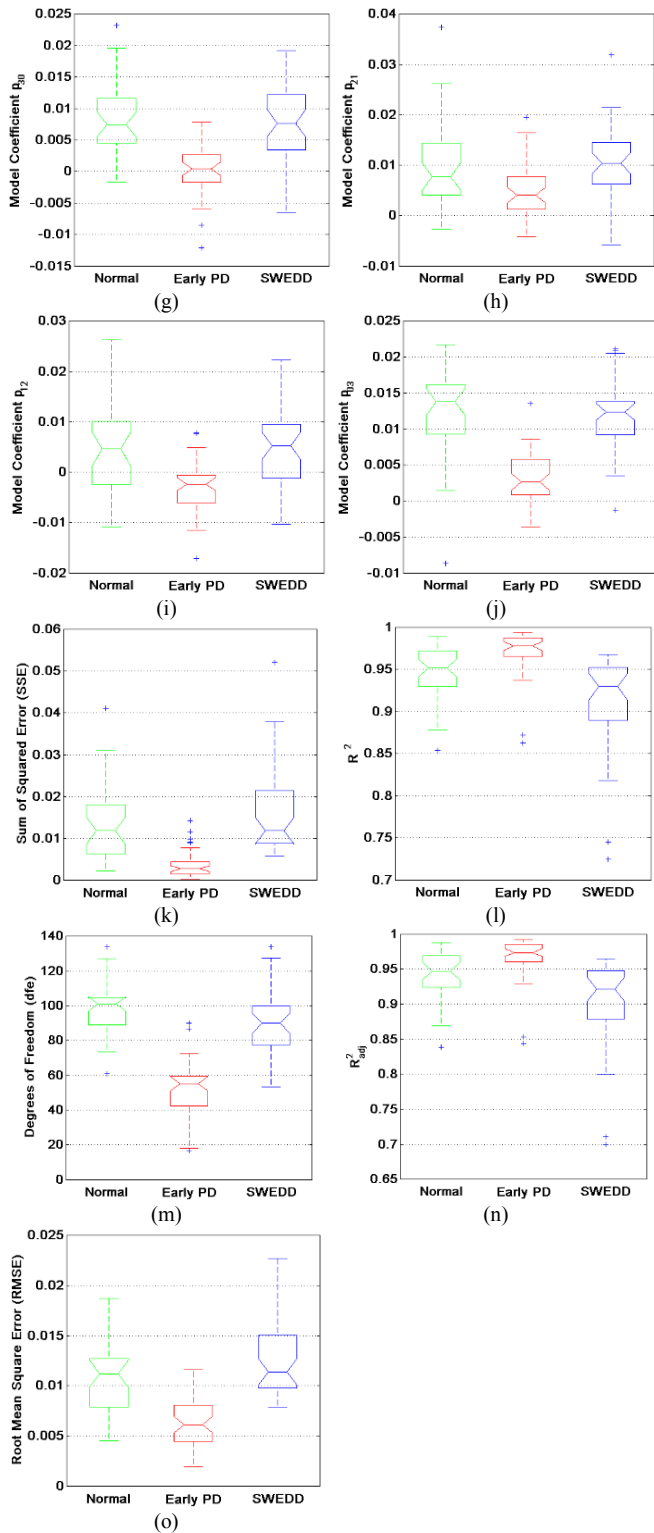 0.025
0.02
0.015
0.01
0.005
0
-0.005
-0.01
-0.015
Model Coefficient p30
Normal Early PD SWEDD
(g)
0.04
0.03
0.02
0.01
0
-0.01
Model Coefficient p21
Normal Early PD SWEDD
(h)
0.03
0.02
0.01
0
-0.01
-0.02
Model Coefficient p12
Normal Early PD SWEDD
(i)
0.025
0.02
0.015
0.01
0.005
0
-0.005
-0.01
Model Coefficient p03
Normal Early PD SWEDD
(j)
0.06
0.05
0.04
0.03
0.02
0.01
0
Sum of Squared Error (SSE)
Normal Early PD SWEDD
(k)
1
0.95
0.9
0.85
0.8
0.75
0.7
R2
Normal Early PD SWEDD
(l)
140
120
100
80
60
40
20
0
Degrees of Freedom (dfe)
Normal Early PD SWEDD
(m)
1
0.95
0.9
0.85
0.8
0.75
0.7
0.65
R2adj
Normal Early PD SWEDD
(n)
0.025
0.02
0.015
0.01
0.005
0
Root Mean Square Error (RMSE)
Normal Early PD SWEDD
(o)